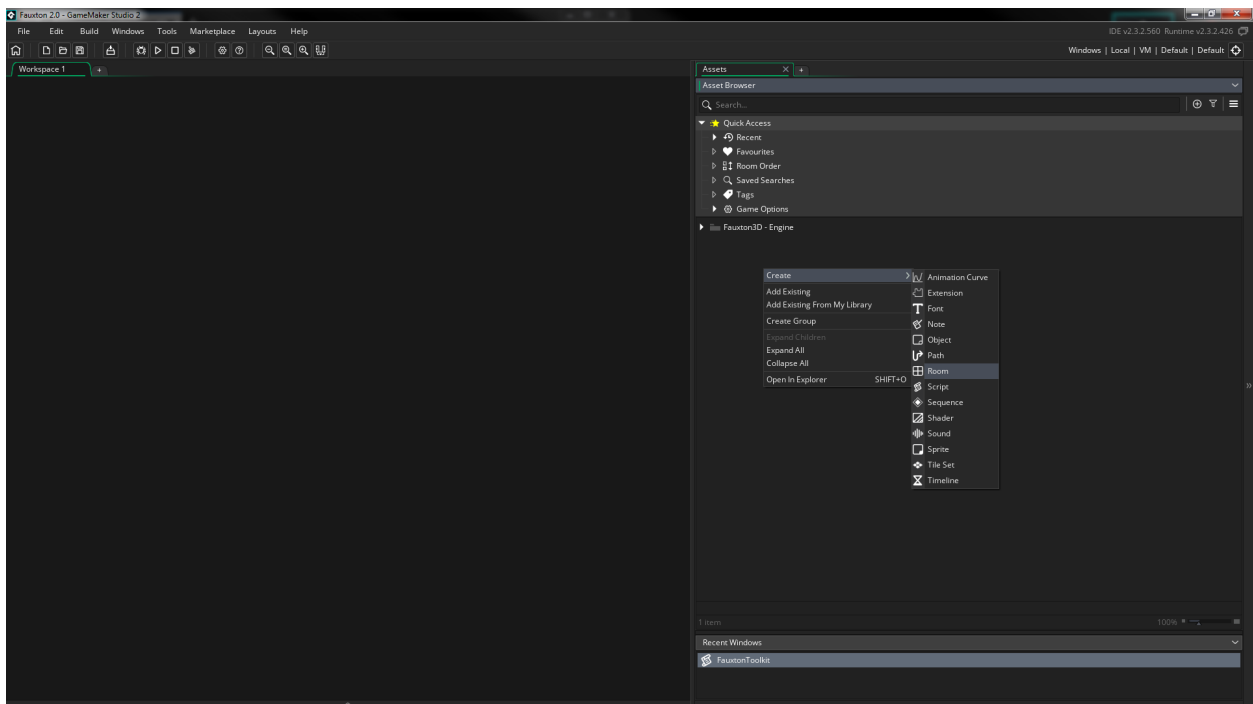 Fauxton 2.0 - GameMaker Studio 2
File Edit Build Windows Tools Marketplace Layouts Help
IDE v2.3.2.560 Runtime v2.3.2.426
Windows | Local | VM | Default | Default
Workspace 1 +
Assets X +
Asset Browser
Search...
Quick Access
Recent
Favourites
Room Order
Saved Searches
Tags
Game Options
Fauxton3D - Engine
Create
Add Existing
Add Existing From My Library
Create Group
Expand Children
Expand All
Collapse All
Open In Explorer SHIFT+O
Animation Curve
Extension
Font
Note
Object
Path
Room
Script
Sequence
Shader
Sound
Sprite
Tile Set
Timeline
1 item
100%
Recent Windows
FauxtonToolkit